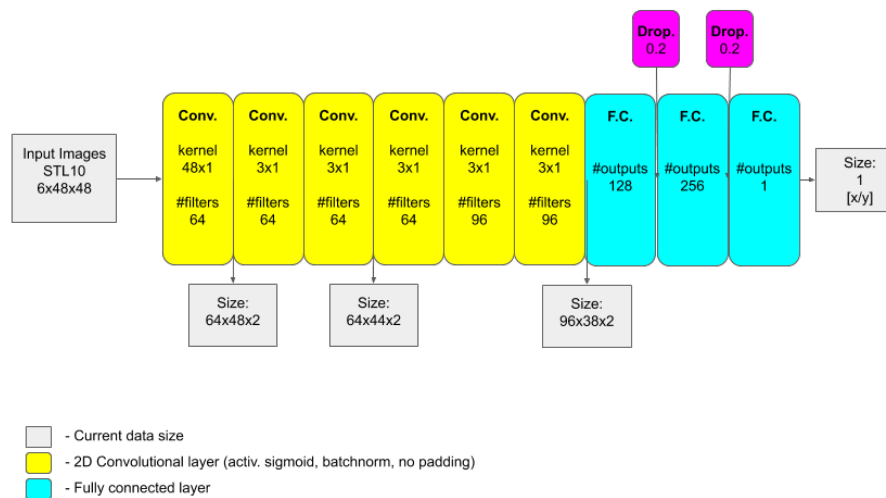 Drop.
0.2
Drop.
0.2
Input Images
STL10
6x48x48
Conv.
kernel
48x1
#filters
64
Conv.
kernel
3x1
#filters
64
Conv.
kernel
3x1
#filters
64
Conv.
kernel
3x1
#filters
64
Conv.
kernel
3x1
#filters
96
Conv.
kernel
3x1
#filters
96
F.C.
#outputs
128
F.C.
#outputs
256
F.C.
#outputs
1
Size:
1
[x/y]
Size:
64x48x2
Size:
64x44x2
Size:
96x38x2
- Current data size
- 2D Convolutional layer (activ. sigmoid, batchnorm, no padding)
- Fully connected layer